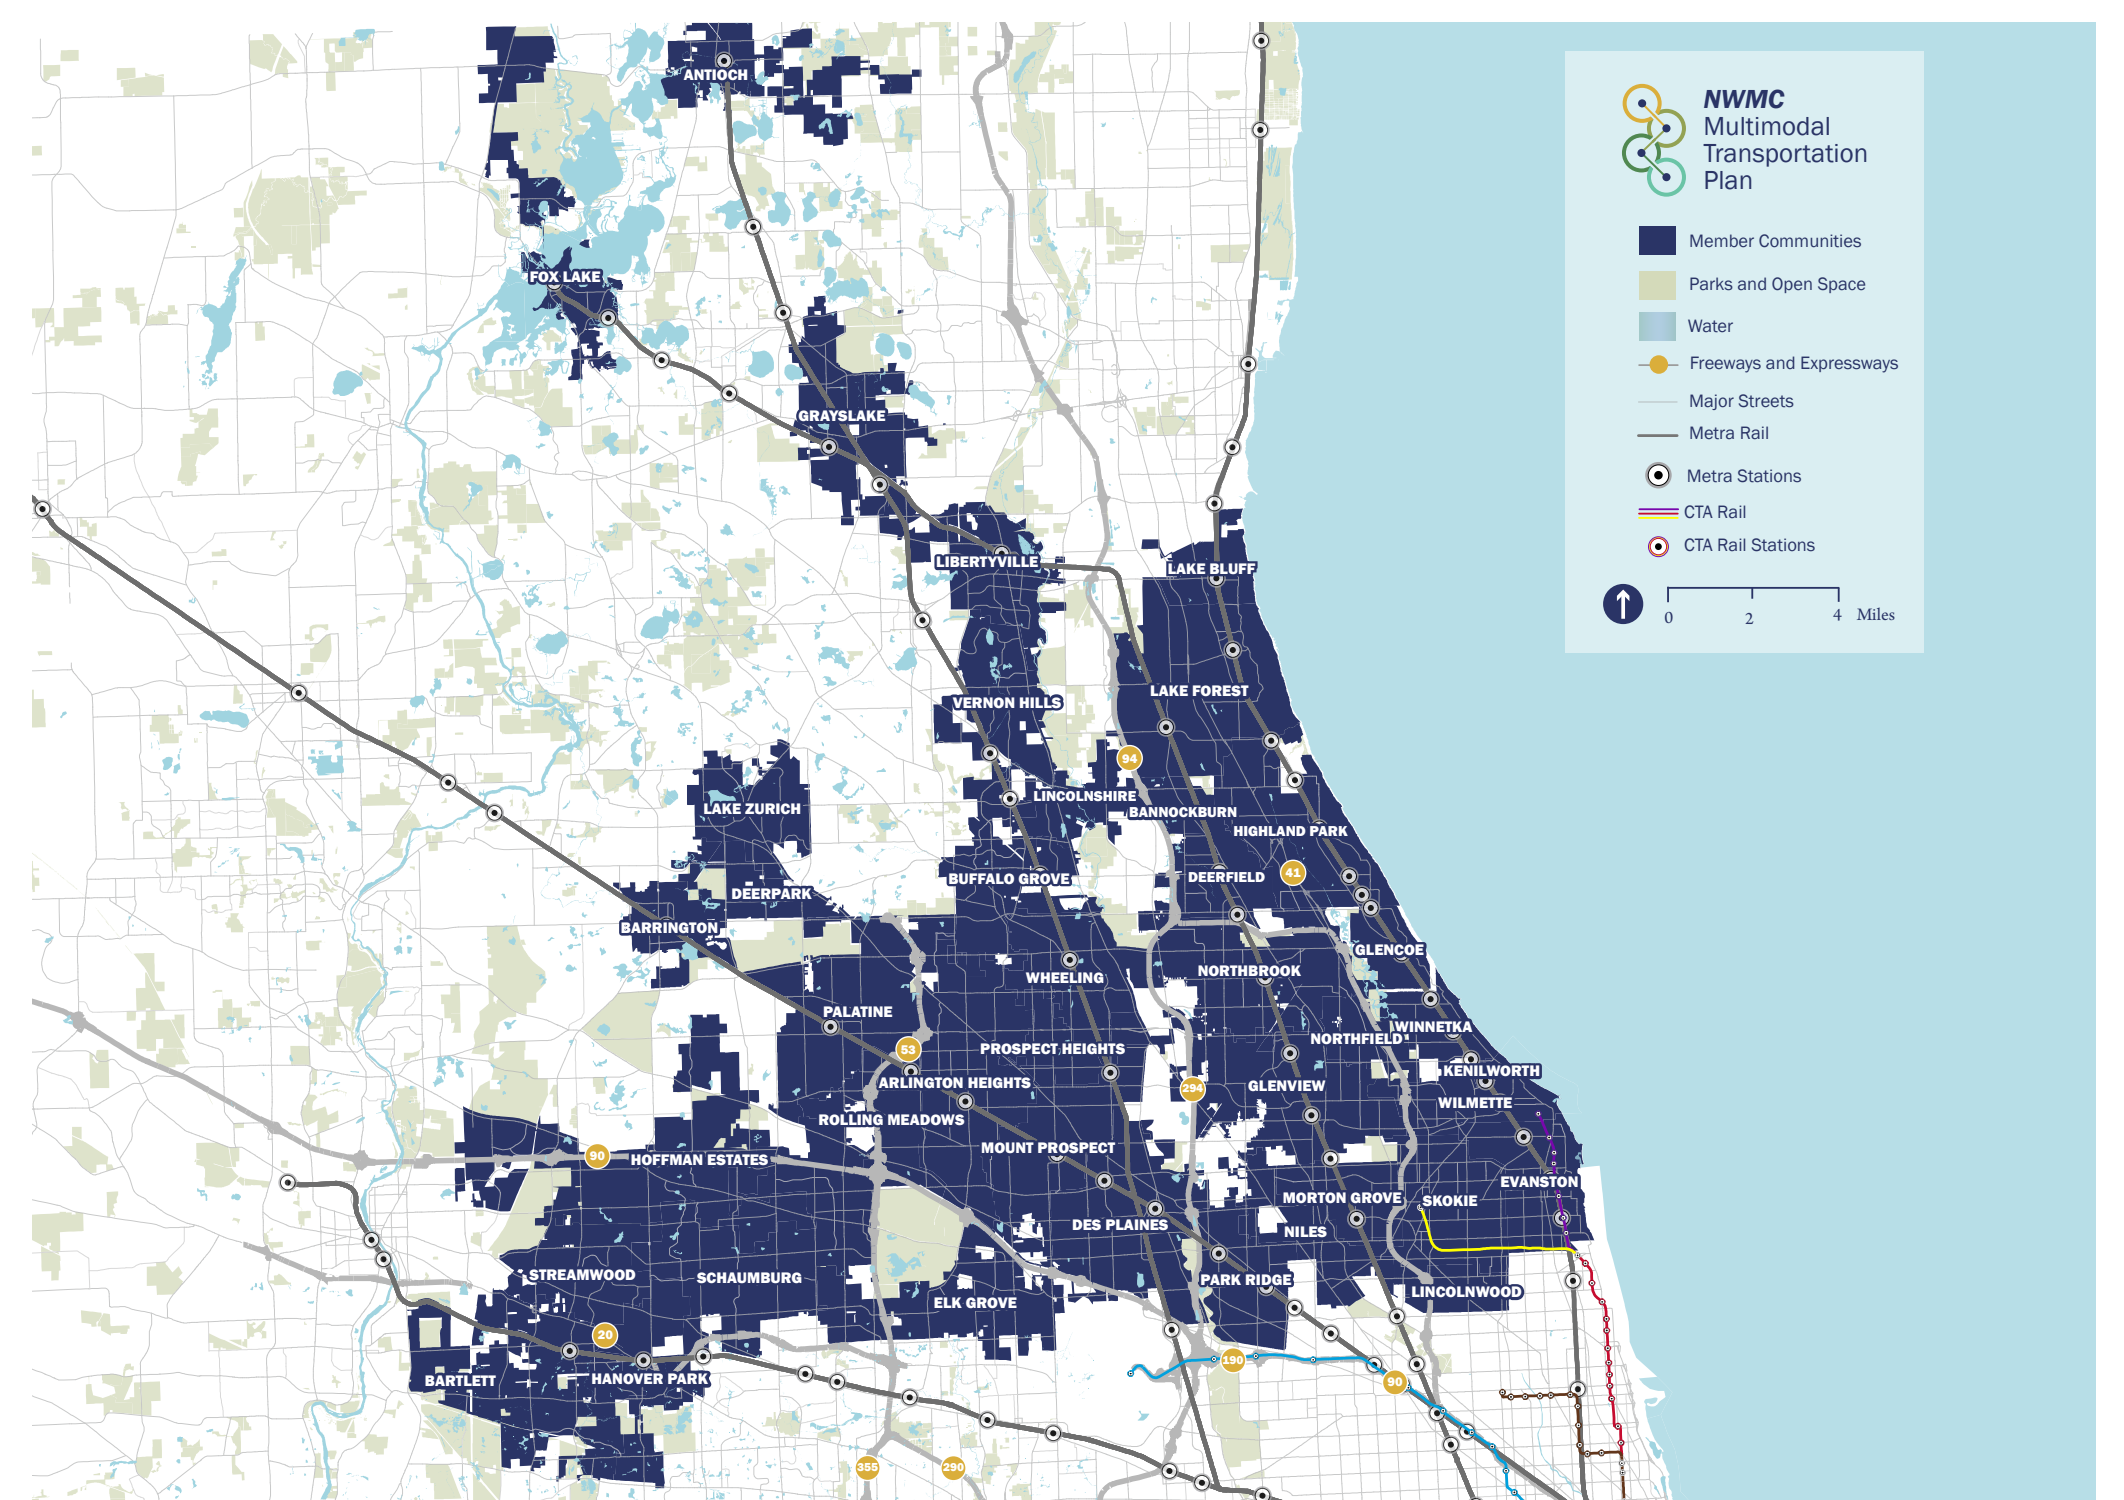 NWMC
Multimodal
Transportation
Plan
Member Communities
Parks and Open Space
Water
Freeways and Expressways
Major Streets
Metra Rail
Metra Stations
CTA Rail
CTA Rail Stations
0 2 4 Miles
ANTIOCH
FOX LAKE
GRAYSLAKE
LIBERTYVILLE
LAKE BLUFF
LAKE FOREST
VERNON HILLS
94
LINCOLNSHIRE
LAKE ZURICH
BANNOCKBURN
HIGHLAND PARK
41
DEERFIELD
BUFFALO GROVE
DEERPARK
BARRINGTON
GLENCOE
NORTHBROOK
WHEELING
PALATINE
WINNETKA
NORTHFIELD
53
PROSPECT HEIGHTS
KENILWORTH
ARLINGTON HEIGHTS
294
GLENVIEW
WILMETTE
ROLLING MEADOWS
MOUNT PROSPECT
90
HOFFMAN ESTATES
EVANSTON
MORTON GROVE
SKOKIE
DES PLAINES
NILES
STREAMWOOD
SCHAUMBURG
PARK RIDGE
LINCOLNWOOD
ELK GROVE
20
190
BARTLETT
HANOVER PARK
90
355
290